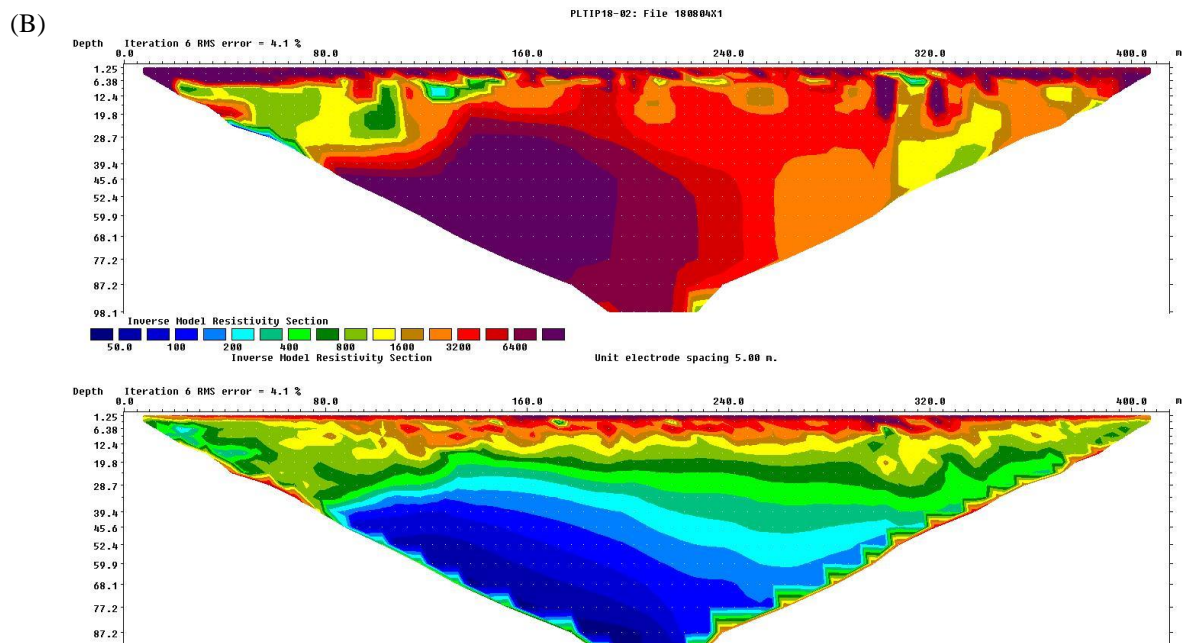 PLTIP18-02: File 180804X1
(B)
Depth Iteration 6 RMS error = 4.1 %
0.0 80.0 160.0 240.0 320.0 400.0 m.
1.25
6.38
12.4
19.8
28.7
39.4
45.6
52.4
59.9
68.1
77.2
87.2
98.1
Inverse Model Resistivity Section
50.0 100 200 400 800 1600 3200 6400
Inverse Model Resistivity Section Unit electrode spacing 5.00 m.
Depth Iteration 6 RMS error = 4.1 %
0.0 80.0 160.0 240.0 320.0 400.0 m.
1.25
6.38
12.4
19.8
28.7
39.4
45.6
52.4
59.9
68.1
77.2
87.2